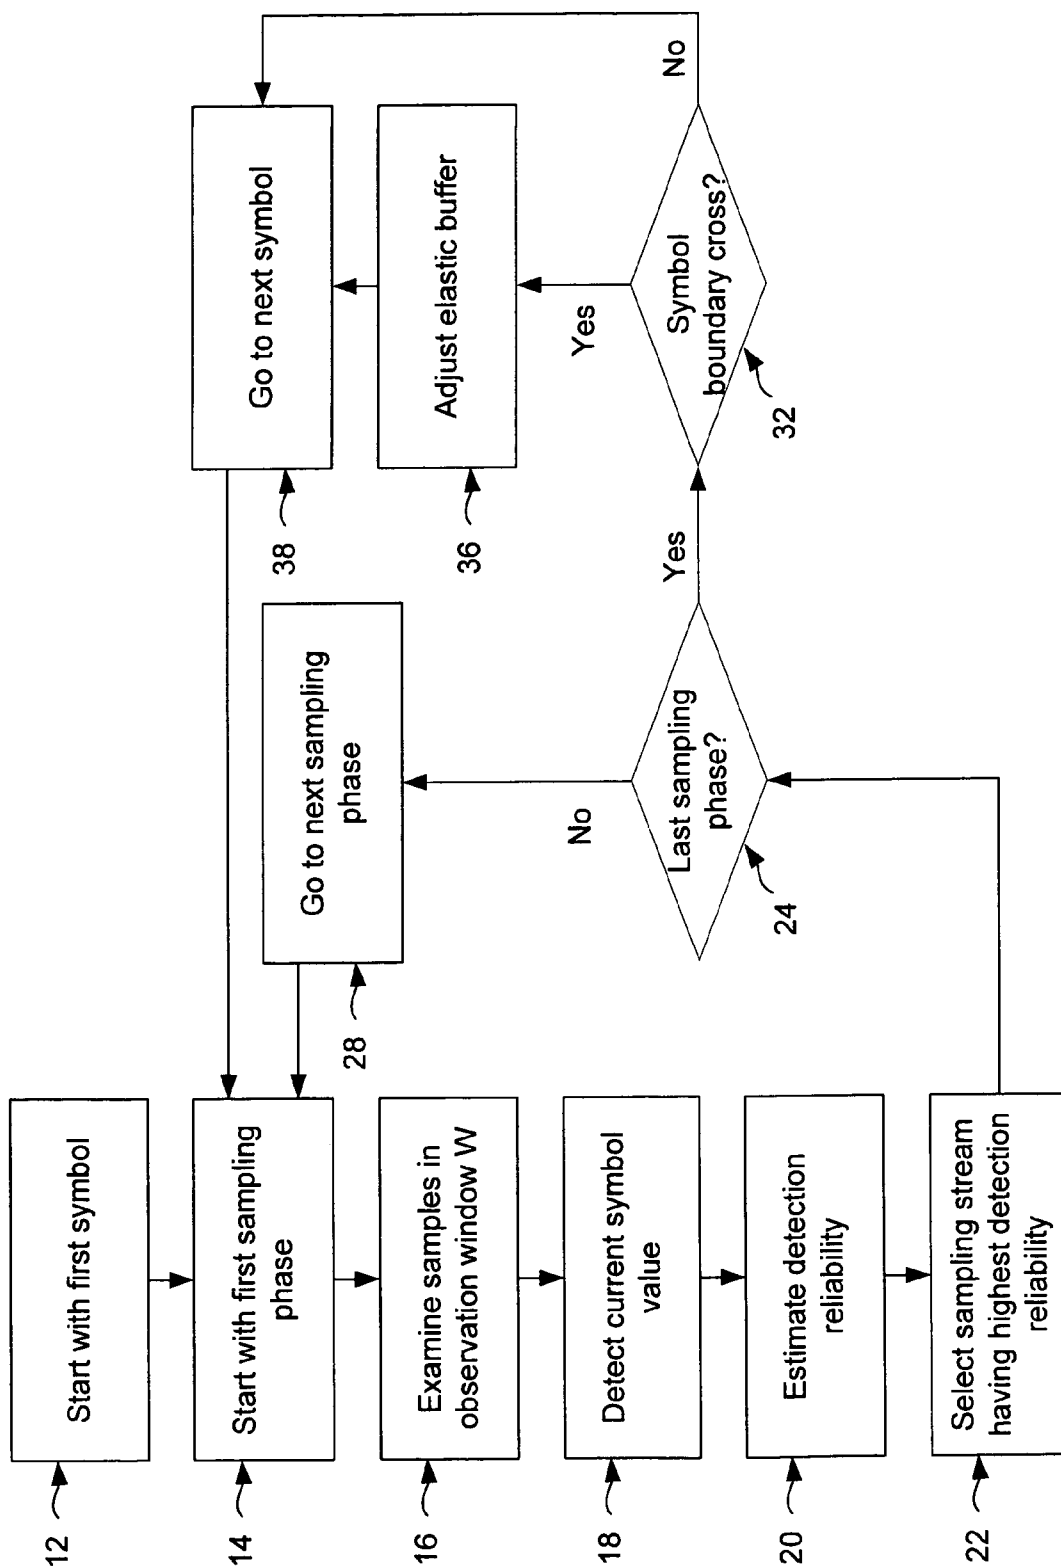 12
Start with first symbol
14
Start with first sampling
phase
16
Examine samples in
observation window W
18
Detect current symbol
value
20
Estimate detection
reliability
22
Select sampling stream
having highest detection
reliability
24
Last sampling
phase?
No
Yes
28
Go to next sampling
phase
32
Symbol
boundary cross?
Yes
No
36
Adjust elastic buffer
38
Go to next symbol